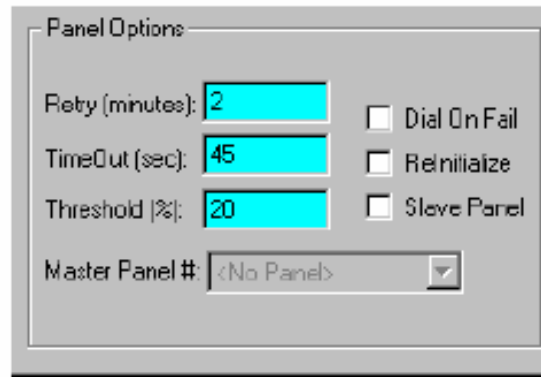 Panel Options
Retry (minutes): 2
Dial On Fail
TimeOut (sec): 45
ReInitialize
Threshold (%): 20
Slave Panel
Master Panel #: <No Panel>